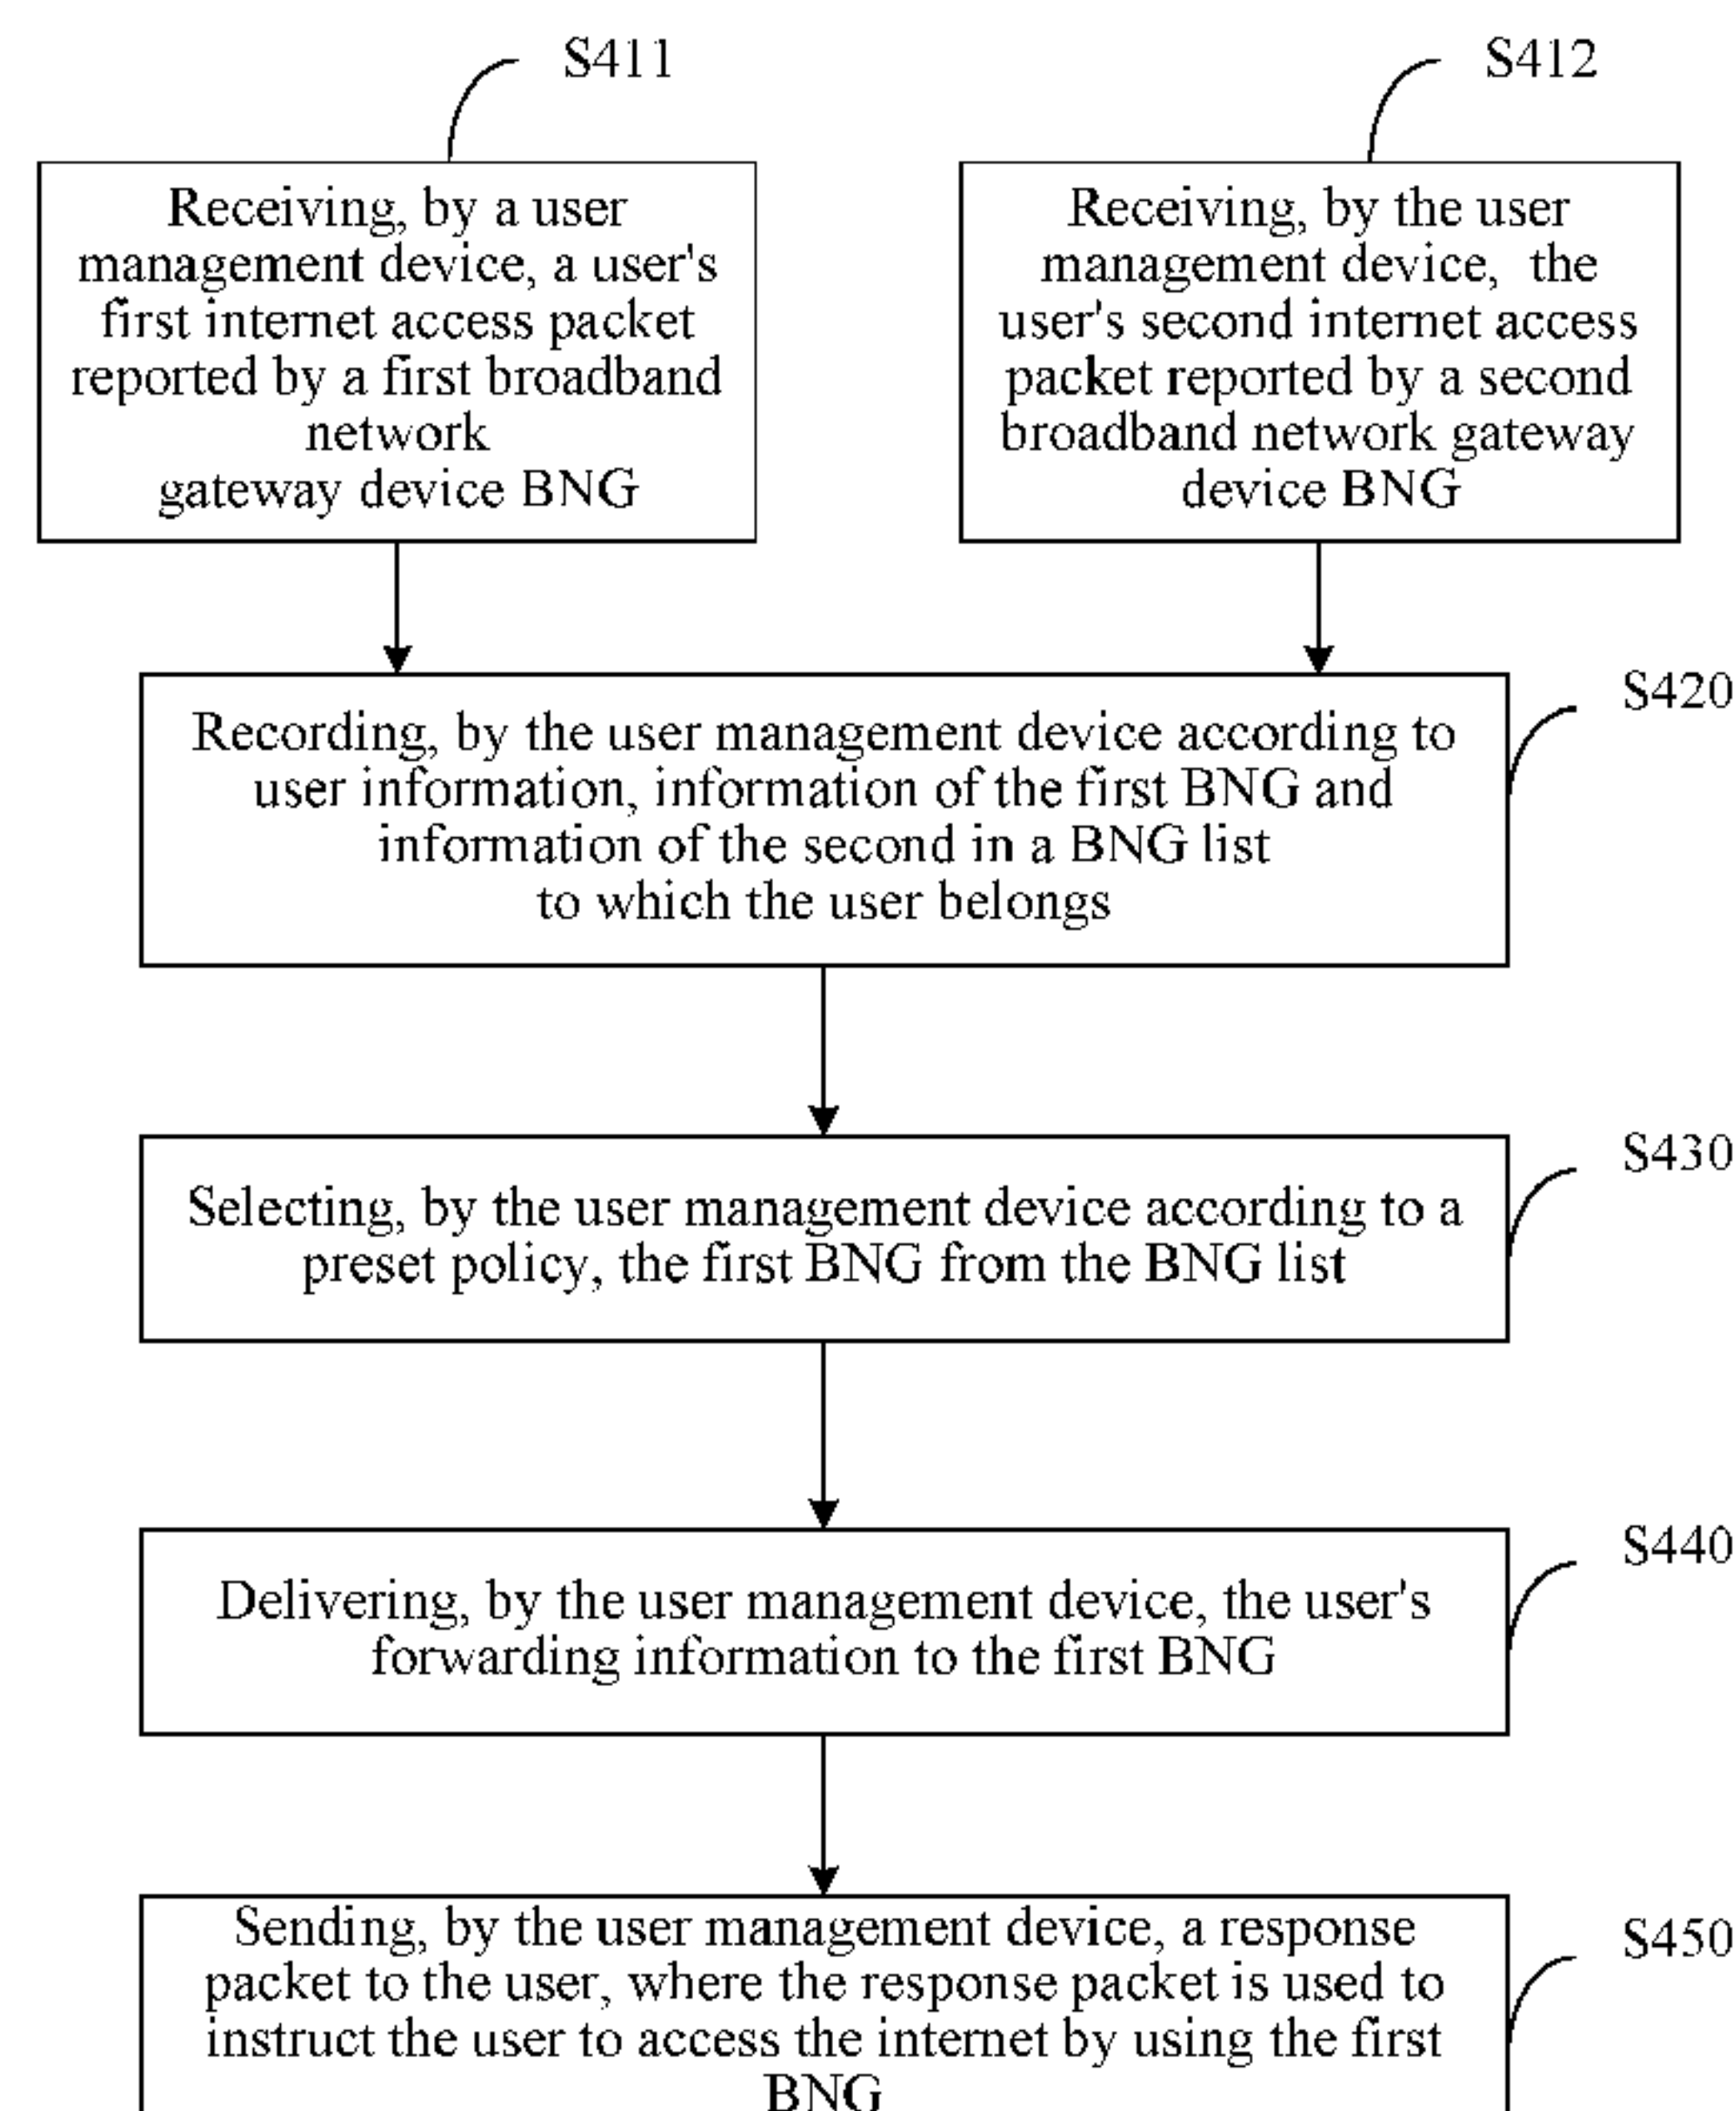 S411
Receiving, by a user
management device, a user's
first internet access packet
reported by a first broadband
network
gateway device BNG
S412
Receiving, by the user
management device, the
user's second internet access
packet reported by a second
broadband network gateway
device BNG
S420
Recording, by the user management device according to
user information, information of the first BNG and
information of the second in a BNG list
to which the user belongs
S430
Selecting, by the user management device according to a
preset policy, the first BNG from the BNG list
S440
Delivering, by the user management device, the user's
forwarding information to the first BNG
S450
Sending, by the user management device, a response
packet to the user, where the response packet is used to
instruct the user to access the internet by using the first
BNG